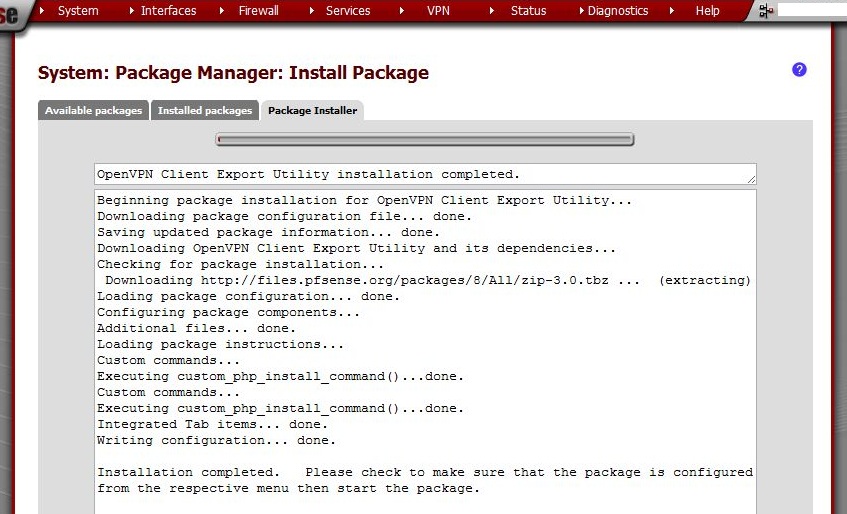 se
System Interfaces Firewall Services VPN Status Diagnostics Help
System: Package Manager: Install Package
?
Available packages Installed packages Package Installer
OpenVPN Client Export Utility installation completed.
Beginning package installation for OpenVPN Client Export Utility...
Downloading package configuration file... done.
Saving updated package information... done.
Downloading OpenVPN Client Export Utility and its dependencies...
Checking for package installation...
Downloading http://files.pfsense.org/packages/8/All/zip-3.0.tbz ...  (extracting)
Loading package configuration... done.
Configuring package components...
Additional files... done.
Loading package instructions...
Custom commands...
Executing custom_php_install_command()...done.
Custom commands...
Executing custom_php_install_command()...done.
Integrated Tab items... done.
Writing configuration... done.
Installation completed.   Please check to make sure that the package is configured
from the respective menu then start the package.